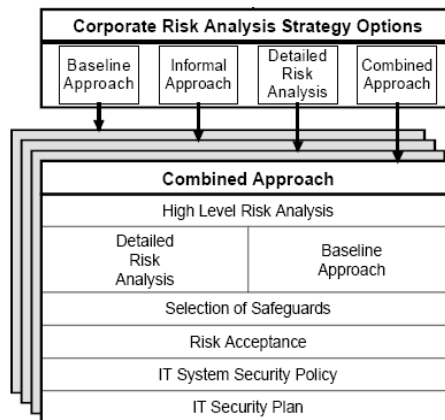 Corporate Risk Analysis Strategy Options
Baseline
Approach
Informal
Approach
Detailed
Risk
Analysis
Combined
Approach
Combined Approach
High Level Risk Analysis
Detailed
Risk
Analysis
Baseline
Approach
Selection of Safeguards
Risk Acceptance
IT System Security Policy
IT Security Plan